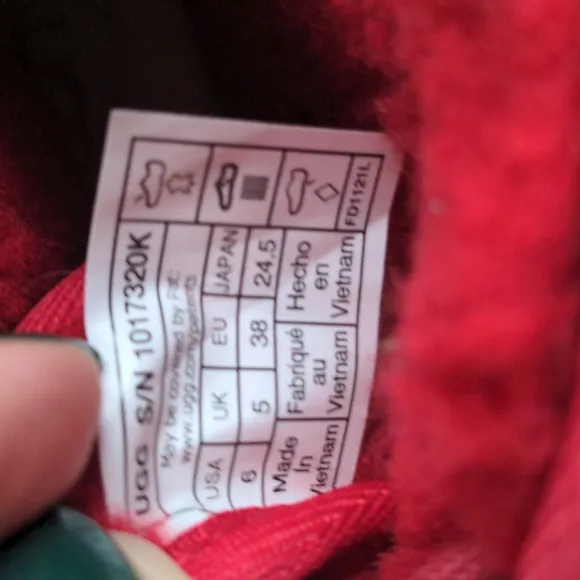 UGG S/N 1017320K
May be covered by Pat.:
www.ugg.com/patents
USA UK EU JAPAN
6 5 38 24.5
Made in Vietnam
Fabriqué au Vietnam
Hecho en Vietnam
FD1121L